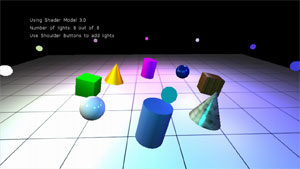 Using Shader Model 3.0
Number of lights: 8 out of 8
Use Shoulder Buttons to add lights